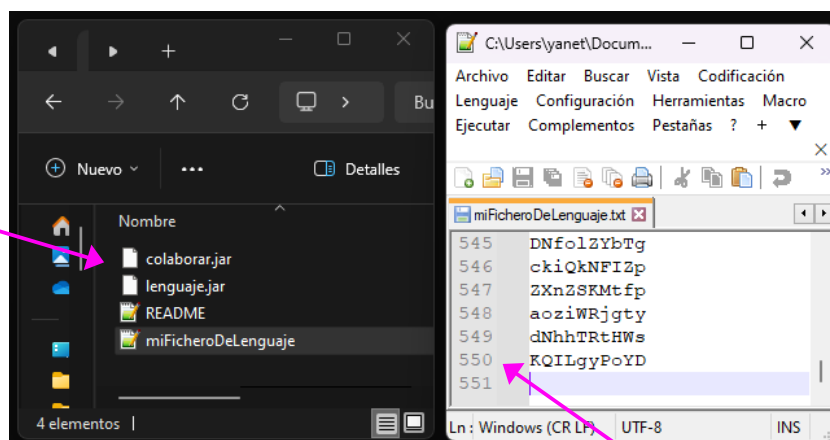 Bu
Nuevo
Detalles
Nombre
colaborar.jar
lenguaje.jar
README
miFicheroDeLenguaje
4 elementos
C:\Users\yanet\Docum...
Archivo Editar Buscar Vista Codificación
Lenguaje Configuración Herramientas Macro
Ejecutar Complementos Pestañas ? +
miFicheroDeLenguaje.txt
545 DNfolZYbTg
546 ckiQkNFIZp
547 ZXnZSKMtfp
548 aoziWRjgty
549 dNhhTRtHWs
550 KQILgyPoYD
551
Ln : Windows (CR LF) UTF-8 INS